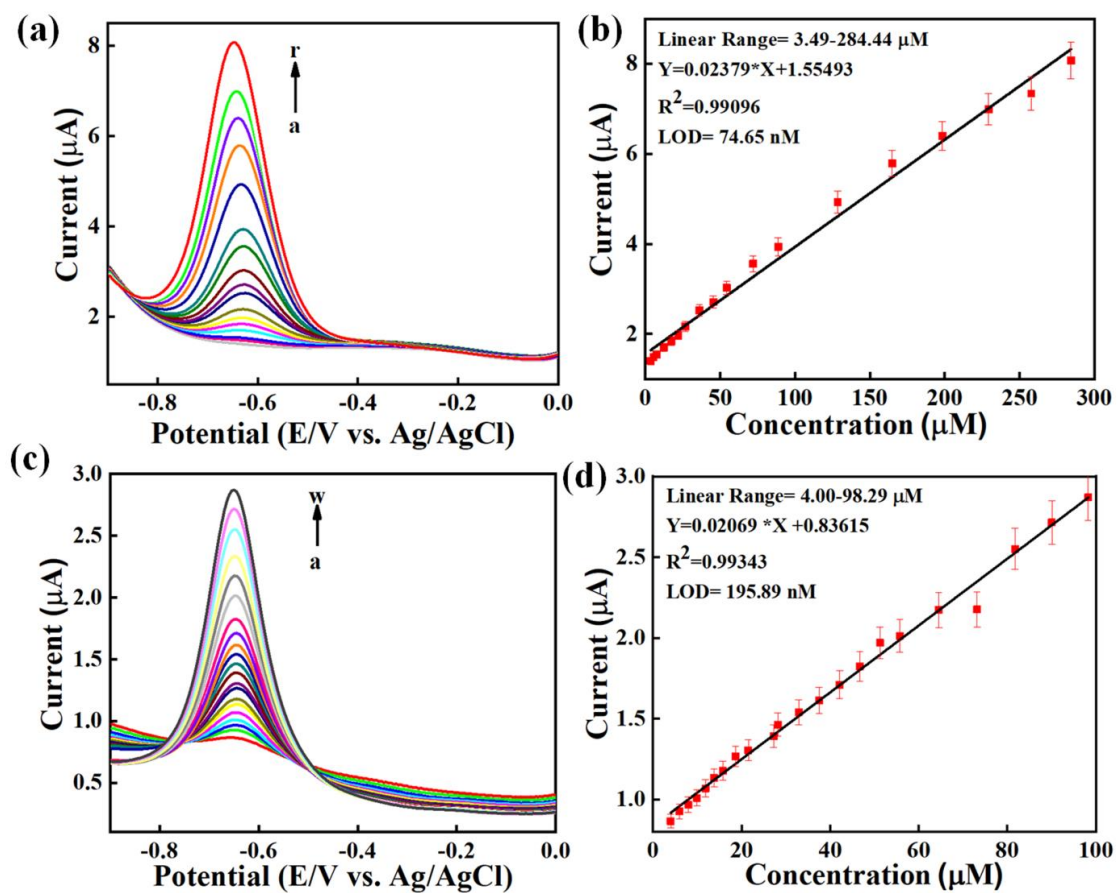 (a)
8
6
4
2
r
a
Current (μA)
-0.8
-0.6
-0.4
-0.2
0.0
Potential (E/V vs. Ag/AgCl)
(b)
Linear Range= 3.49-284.44 μM
Y=0.02379*X+1.55493
R²=0.99096
LOD= 74.65 nM
8
6
4
2
Current (μA)
0
50
100
150
200
250
300
Concentration (μM)
(c)
3.0
2.5
2.0
1.5
1.0
0.5
w
a
Current (μA)
-0.8
-0.6
-0.4
-0.2
0.0
Potential (E/V vs. Ag/AgCl)
(d)
Linear Range= 4.00-98.29 μM
Y=0.02069 *X +0.83615
R²=0.99343
LOD= 195.89 nM
3.0
2.5
2.0
1.5
1.0
Current (μA)
0
20
40
60
80
100
Concentration (μM)